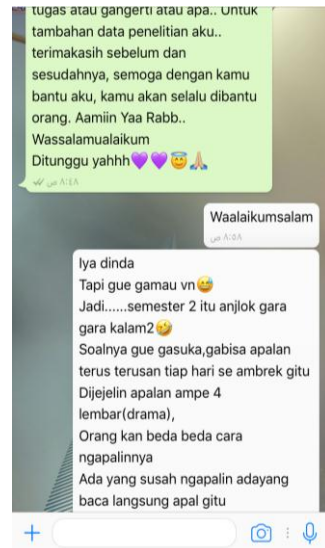 tugas atau gangerti atau apa.. Untuk
tambahan data penelitian aku..
terimakasih sebelum dan
sesudahnya, semoga dengan kamu
bantu aku, kamu akan selalu dibantu
orang. Aamiin Yaa Rabb..
Wassalamualaikum
Ditunggu yahhh💜💜😇🙏🏼
٨:٤٨ ص
Waalaikumsalam
٨:٥٨ ص
Iya dinda
Tapi gue gamau vn😅
Jadi......semester 2 itu anjlok gara
gara kalam2🤣
Soalnya gue gasuka,gabisa apalan
terus terusan tiap hari se ambrek gitu
Dijejelin apalan ampe 4
lembar(drama),
Orang kan beda beda cara
ngapalinnya
Ada yang susah ngapalin adayang
baca langsung apal gitu